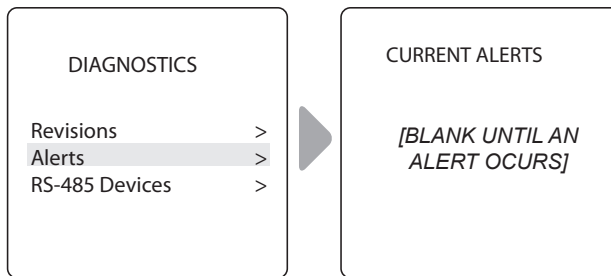 DIAGNOSTICS
Revisions >
Alerts >
RS-485 Devices >
CURRENT ALERTS
[BLANK UNTIL AN
ALERT OCURS]